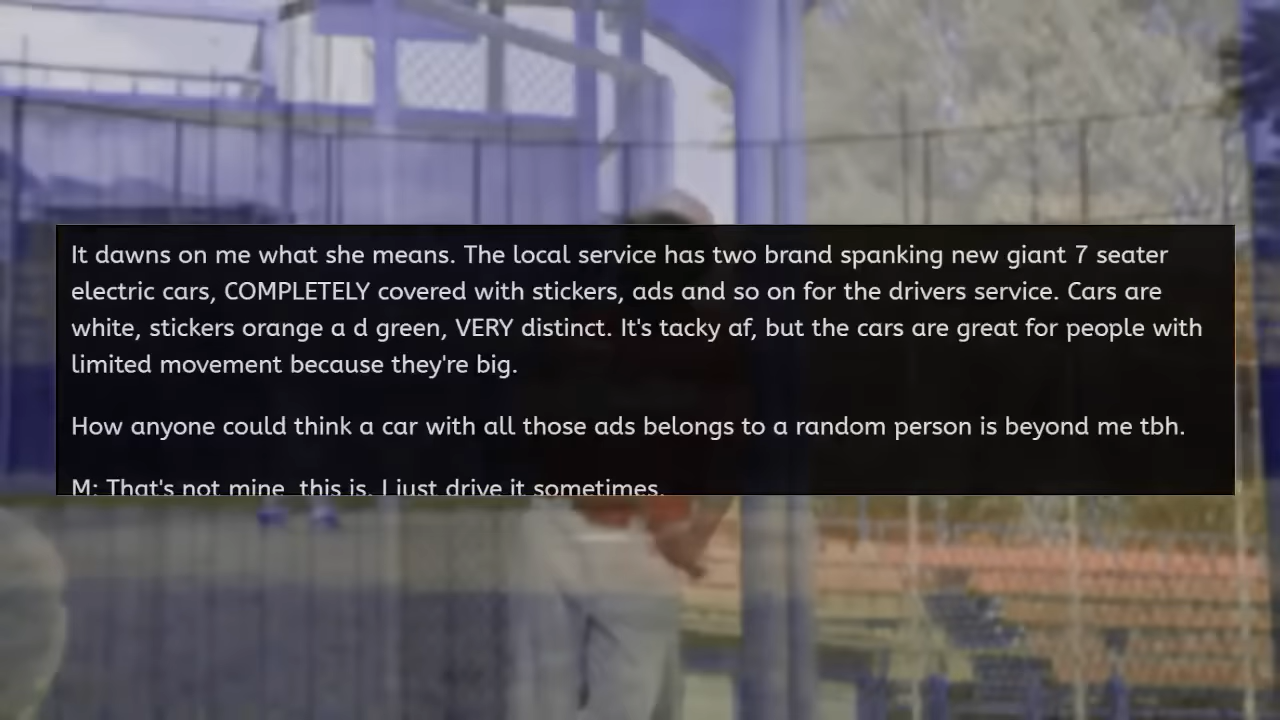 It dawns on me what she means. The local service has two brand spanking new giant 7 seater
electric cars, COMPLETELY covered with stickers, ads and so on for the drivers service. Cars are
white, stickers orange a d green, VERY distinct. It's tacky af, but the cars are great for people with
limited movement because they're big.
How anyone could think a car with all those ads belongs to a random person is beyond me tbh.
M: That's not mine, this is. I just drive it sometimes.